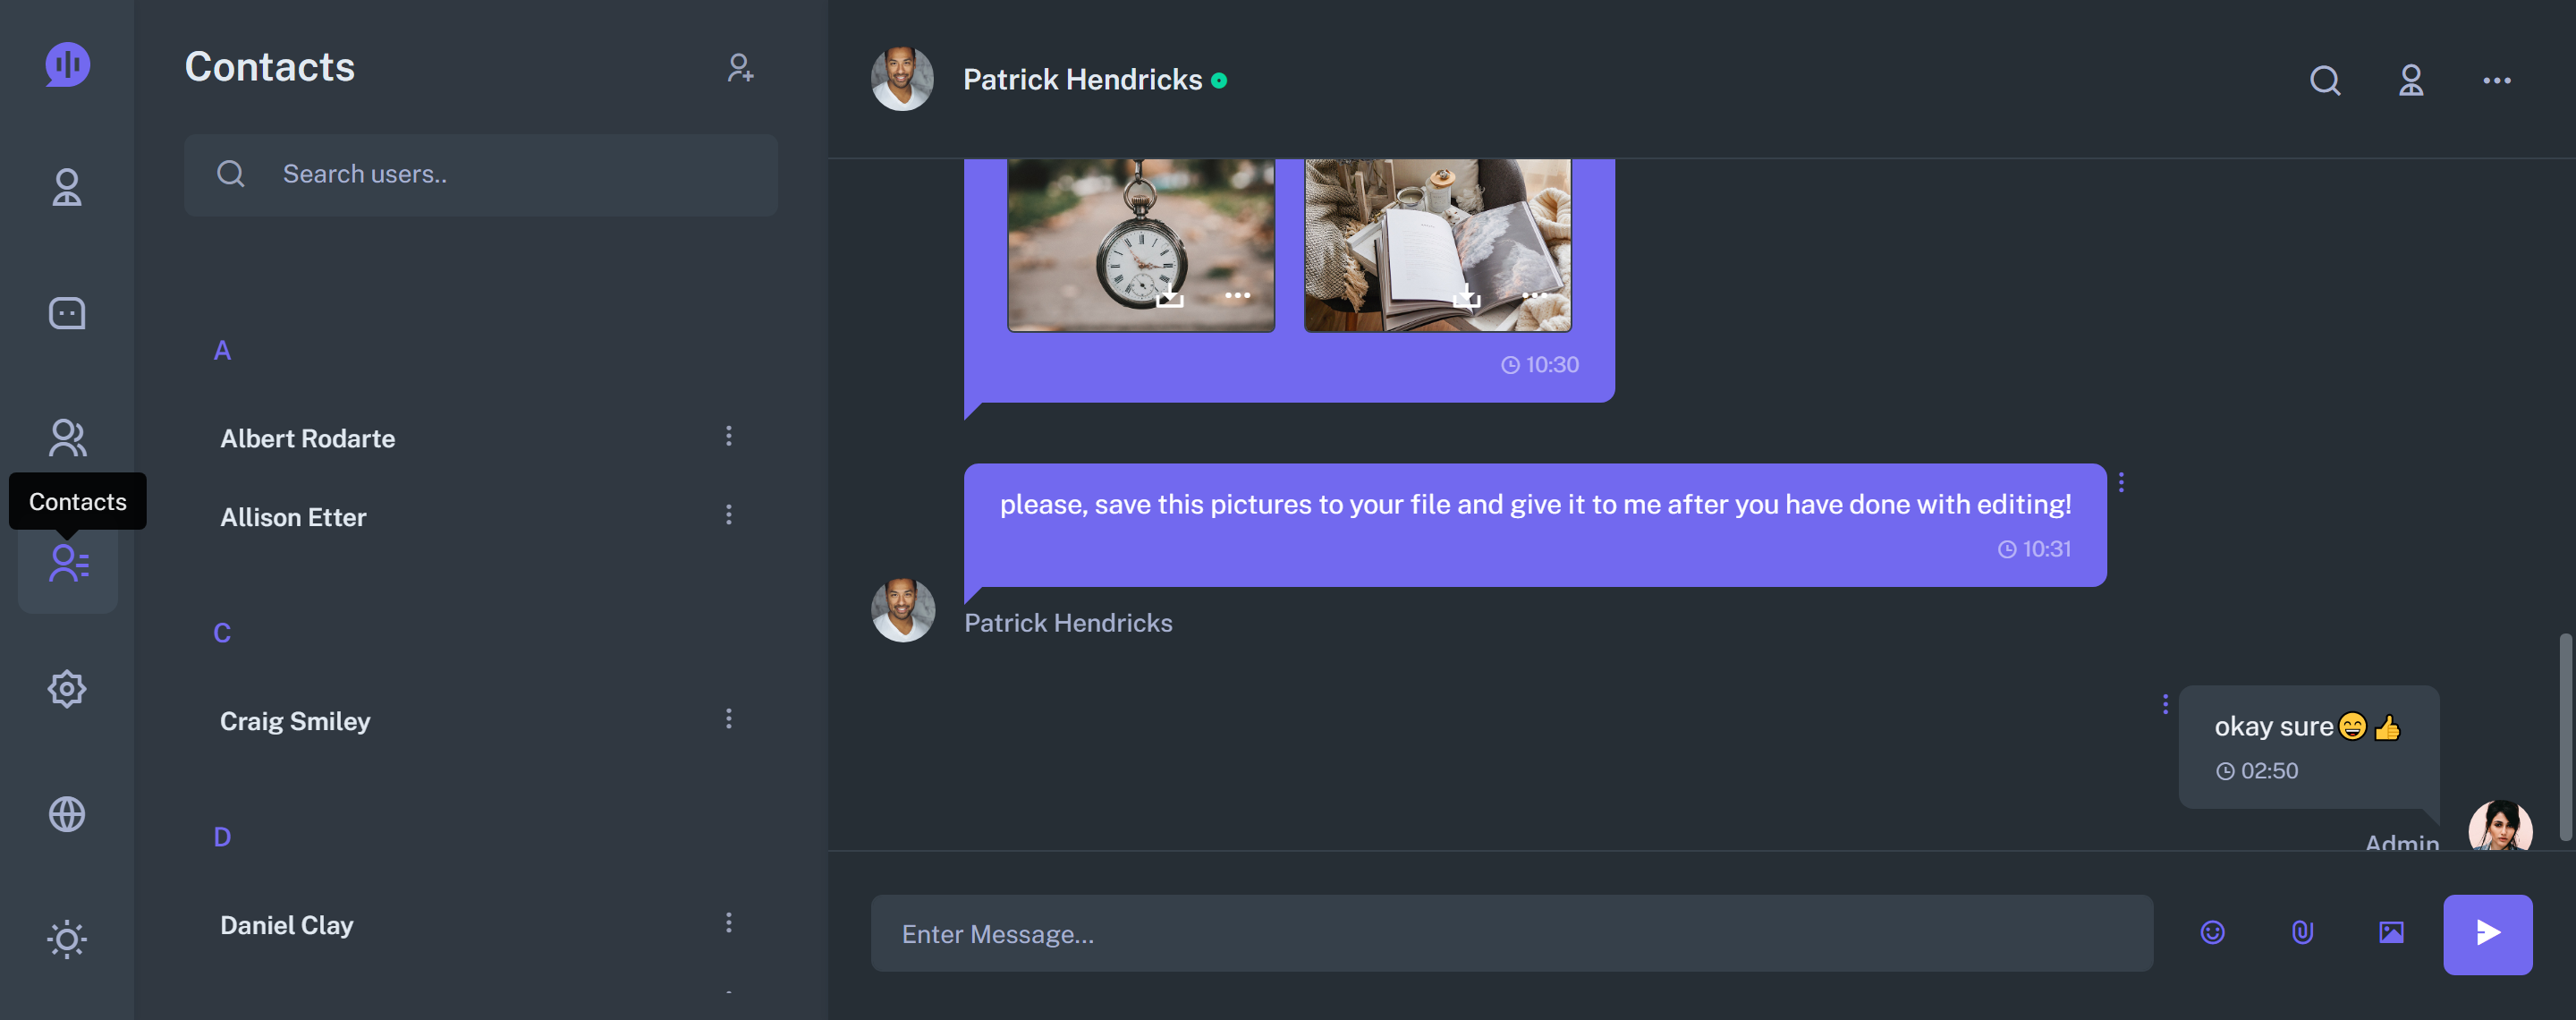 Contacts
Search users..
A
Albert Rodarte
Allison Etter
Contacts
C
Craig Smiley
D
Daniel Clay
Patrick Hendricks
10:30
please, save this pictures to your file and give it to me after you have done with editing!
10:31
Patrick Hendricks
okay sure😄👍
02:50
Admin
Enter Message...